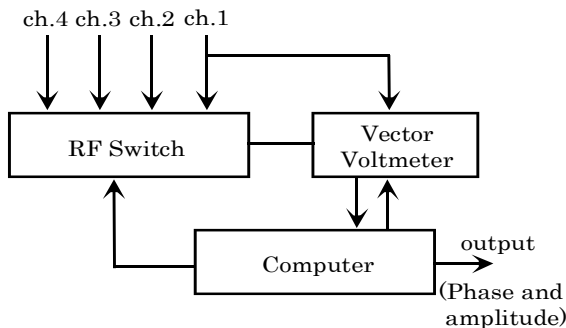 ch.4 ch.3 ch.2 ch.1
RF Switch
Vector
Voltmeter
Computer
output
(Phase and
amplitude)